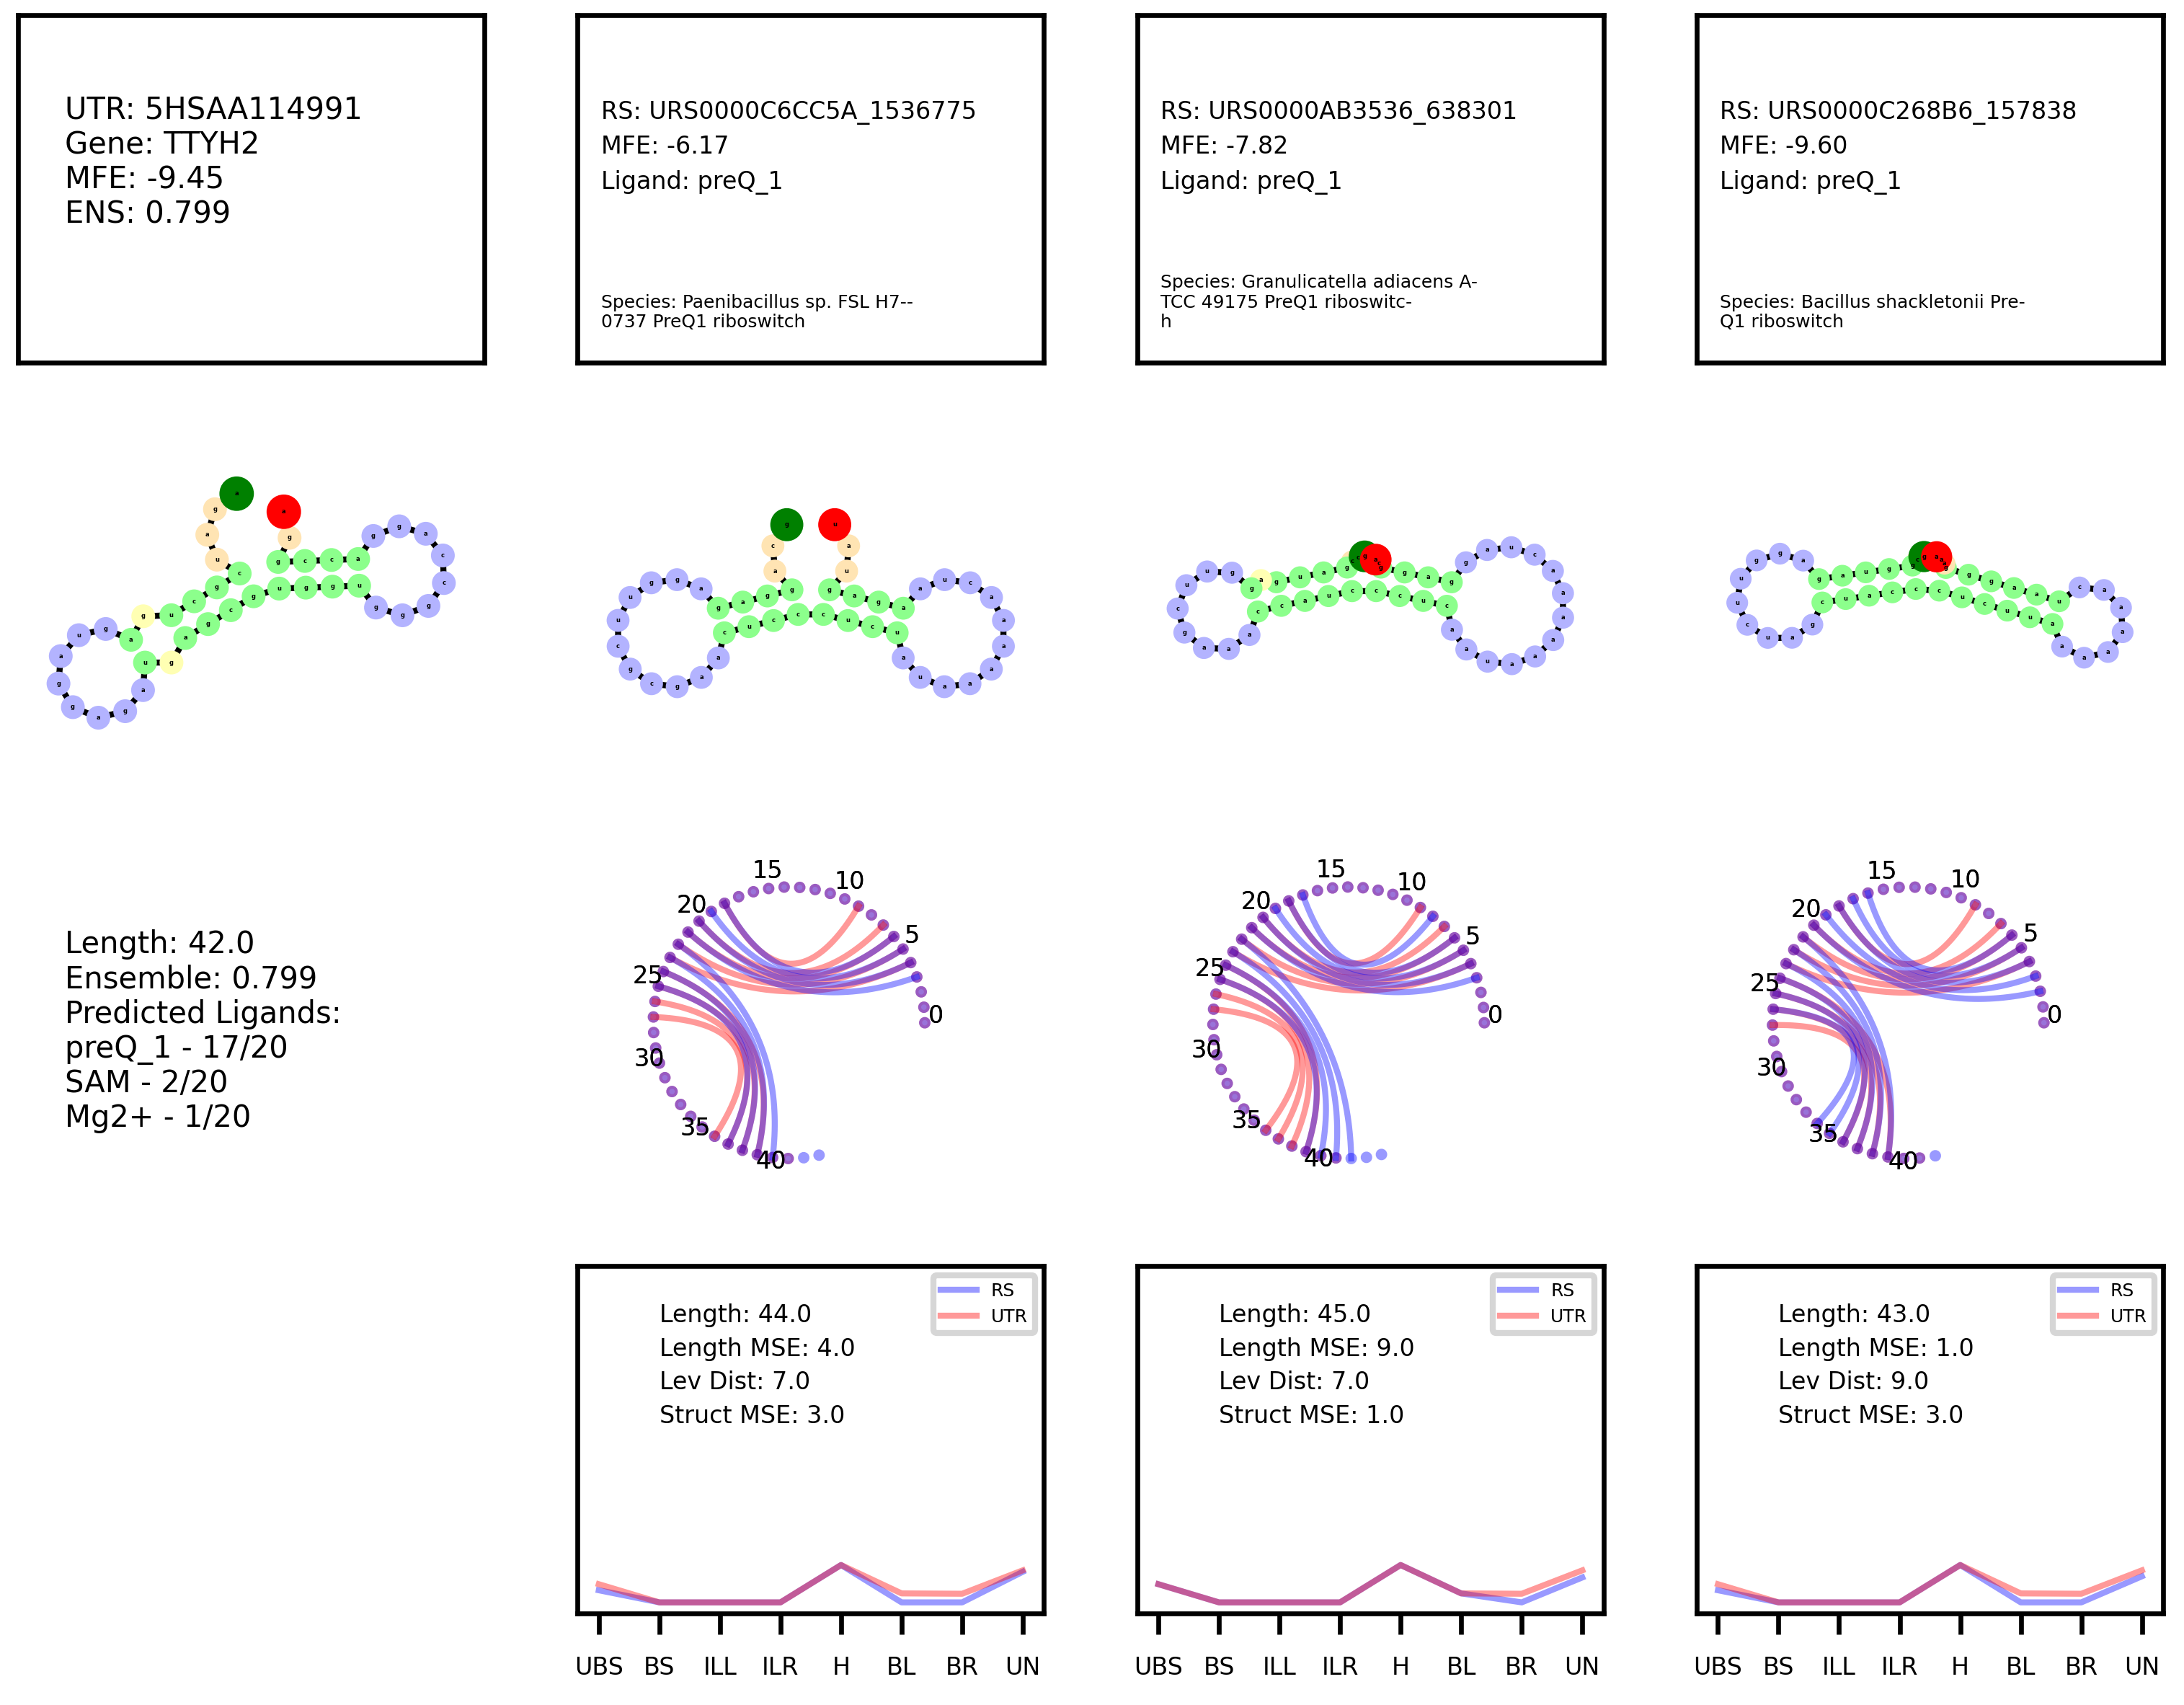 UTR: 5HSAA114991
Gene: TTYH2
MFE: -9.45
ENS: 0.799
RS: URS0000C6CC5A_1536775
MFE: -6.17
Ligand: preQ_1
Species: Paenibacillus sp. FSL H7--
0737 PreQ1 riboswitch
RS: URS0000AB3536_638301
MFE: -7.82
Ligand: preQ_1
Species: Granulicatella adiacens A-
TCC 49175 PreQ1 riboswitc-
h
RS: URS0000C268B6_157838
MFE: -9.60
Ligand: preQ_1
Species: Bacillus shackletonii Pre-
Q1 riboswitch
Length: 42.0
Ensemble: 0.799
Predicted Ligands:
preQ_1 - 17/20
SAM - 2/20
Mg2+ - 1/20
0
5
10
15
20
25
30
35
40
0
5
10
15
20
25
30
35
40
0
5
10
15
20
25
30
35
40
RS
UTR
Length: 44.0
Length MSE: 4.0
Lev Dist: 7.0
Struct MSE: 3.0
UBS BS ILL ILR H BL BR UN
RS
UTR
Length: 45.0
Length MSE: 9.0
Lev Dist: 7.0
Struct MSE: 1.0
UBS BS ILL ILR H BL BR UN
RS
UTR
Length: 43.0
Length MSE: 1.0
Lev Dist: 9.0
Struct MSE: 3.0
UBS BS ILL ILR H BL BR UN